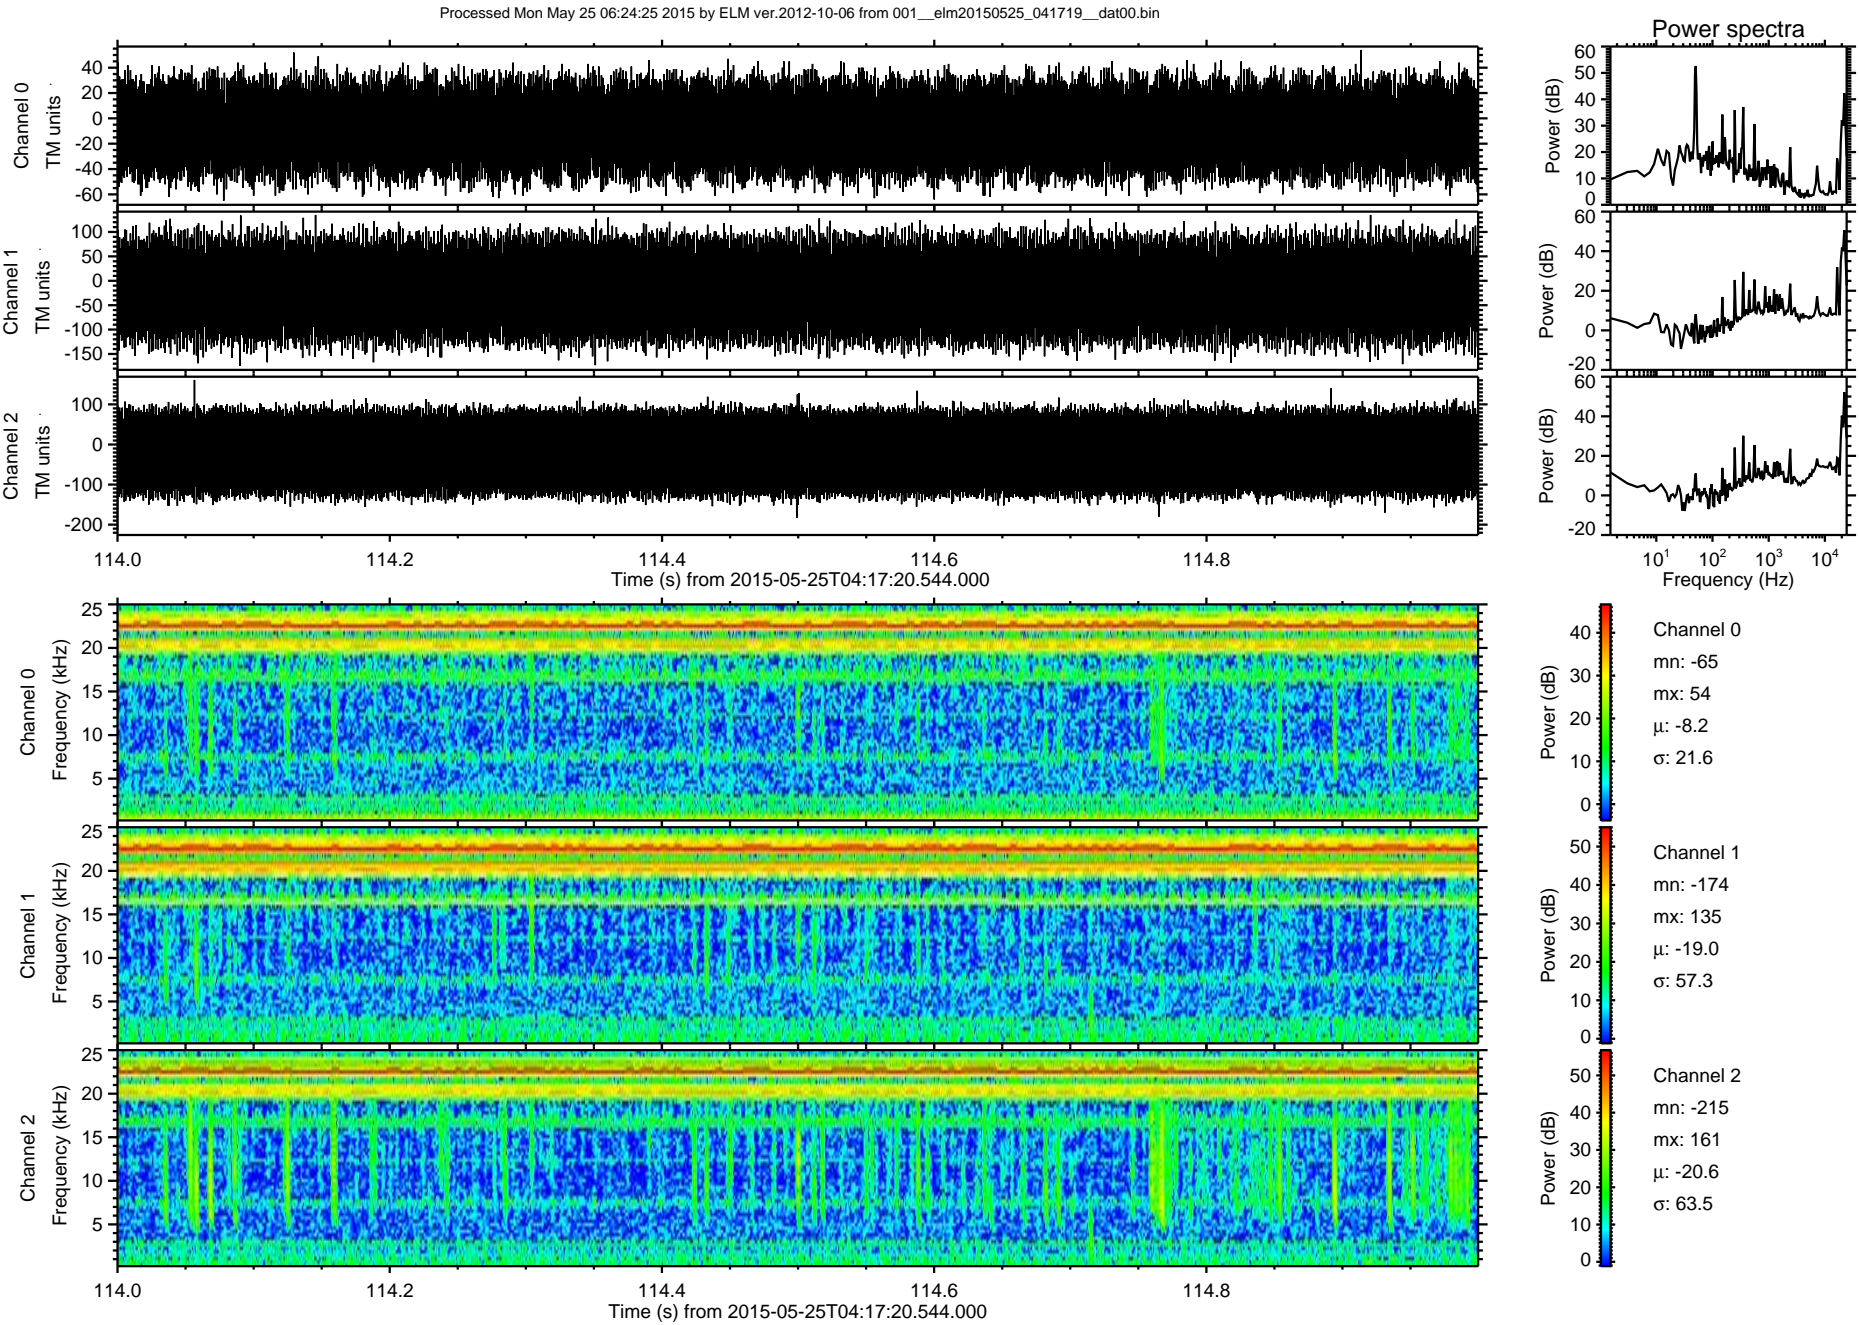 Processed Mon May 25 06:24:25 2015 by ELM ver.2012-10-06 from 001__elm20150525_041719__dat00.bin
Power spectra
Channel 0
TM units
40
20
0
-20
-40
-60
Power (dB)
60
50
40
30
20
10
0
Channel 1
TM units
100
50
0
-50
-100
-150
Power (dB)
60
40
20
0
-20
Channel 2
TM units
100
0
-100
-200
Power (dB)
60
40
20
0
-20
114.0 114.2 114.4 114.6 114.8
Time (s) from 2015-05-25T04:17:20.544.000
10¹ 10² 10³ 10⁴
Frequency (Hz)
Channel 0
Frequency (kHz)
25
20
15
10
5
Power (dB)
40
30
20
10
0
Channel 0
mn: -65
mx: 54
μ: -8.2
σ: 21.6
Channel 1
Frequency (kHz)
25
20
15
10
5
Power (dB)
50
40
30
20
10
0
Channel 1
mn: -174
mx: 135
μ: -19.0
σ: 57.3
Channel 2
Frequency (kHz)
25
20
15
10
5
Power (dB)
50
40
30
20
10
0
Channel 2
mn: -215
mx: 161
μ: -20.6
σ: 63.5
114.0 114.2 114.4 114.6 114.8
Time (s) from 2015-05-25T04:17:20.544.000